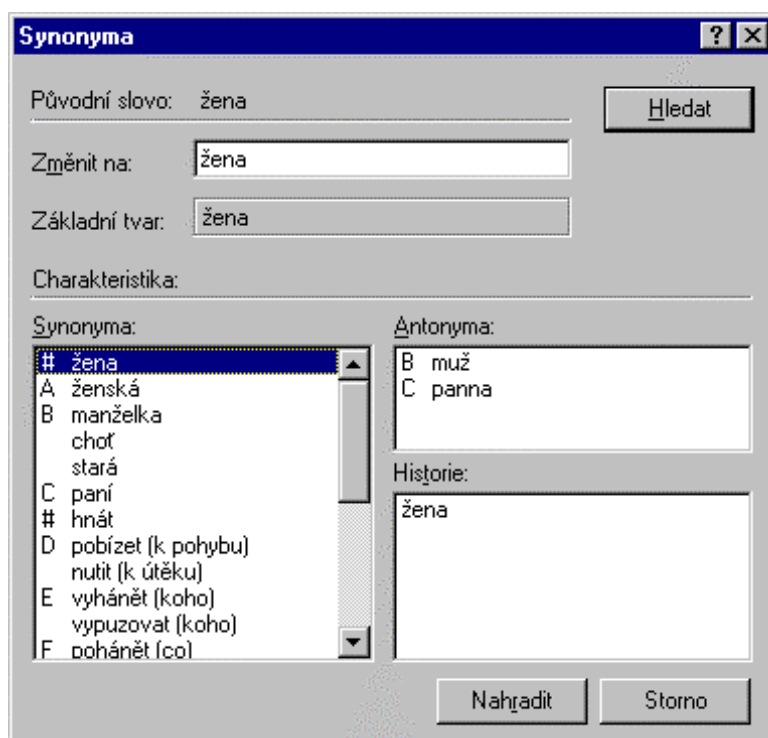 Synonyma
Původní slovo: žena
Hledat
Změnit na: žena
Základní tvar: žena
Charakteristika:
Synonyma:
# žena
A ženská
B manželka
choť
stará
C paní
# hnát
D pobízet (k pohybu)
nutit (k útěku)
E vyhánět (koho)
vypuzovat (koho)
F pohánět (co)
Antonyma:
B muž
C panna
Historie:
žena
Nahradit
Storno